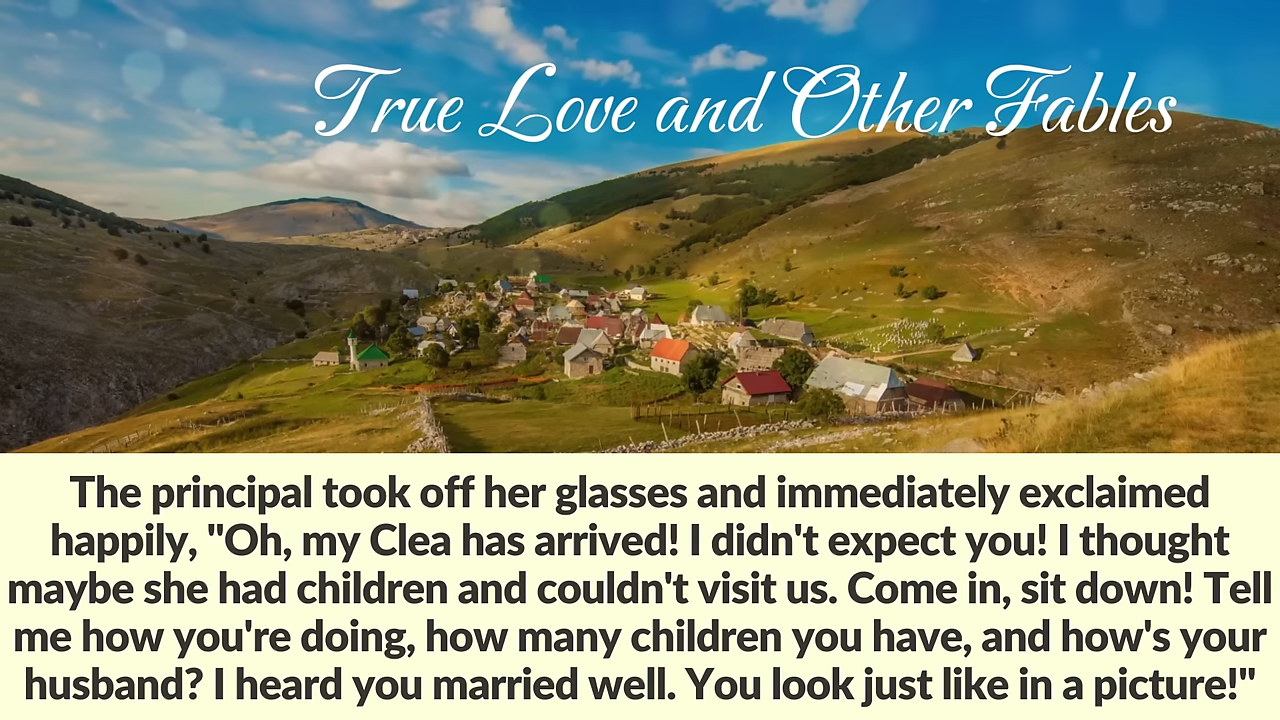 True Love and Other Fables
The principal took off her glasses and immediately exclaimed
happily, "Oh, my Clea has arrived! I didn't expect you! I thought
maybe she had children and couldn't visit us. Come in, sit down! Tell
me how you're doing, how many children you have, and how's your
husband? I heard you married well. You look just like in a picture!"